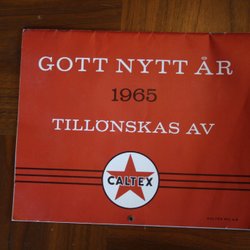 GOTT NYTT ÅR
1965
TILLÖNSKAS AV
CALTEX